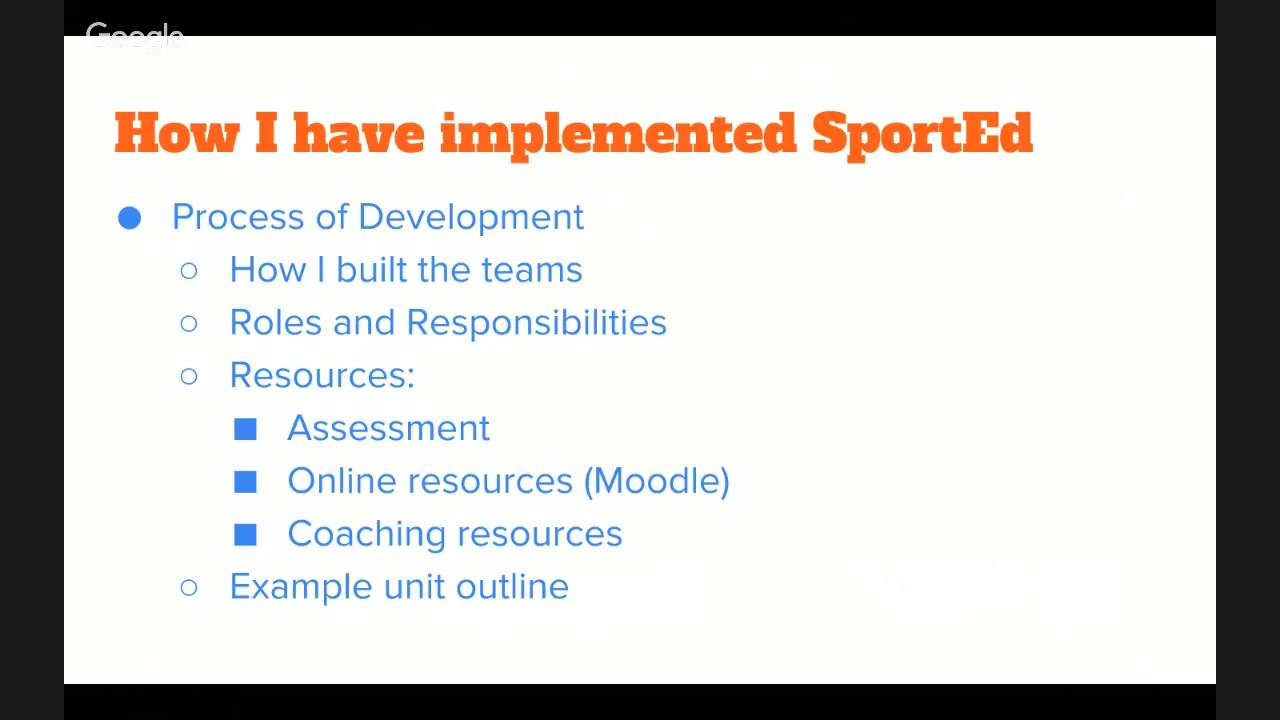 Google
How I have implemented SportEd
● Process of Development
○ How I built the teams
○ Roles and Responsibilities
○ Resources:
■ Assessment
■ Online resources (Moodle)
■ Coaching resources
○ Example unit outline